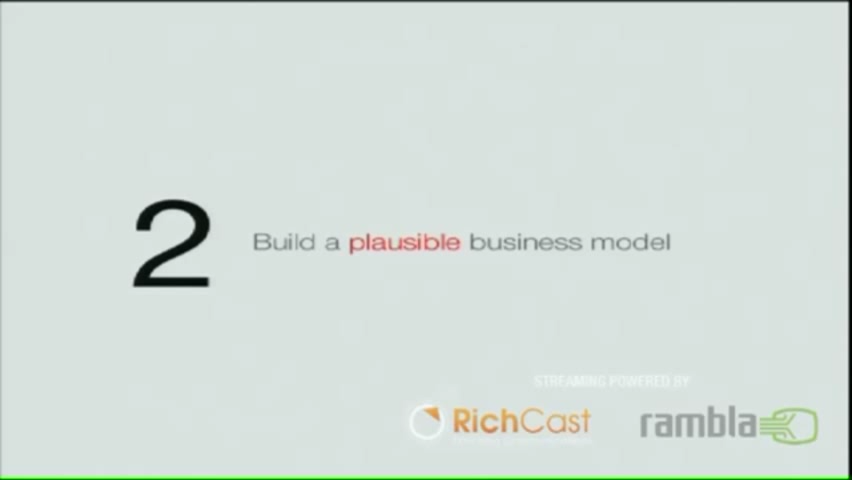 2
Build a plausible business model
STREAMING POWERED BY
RichCast
rambla